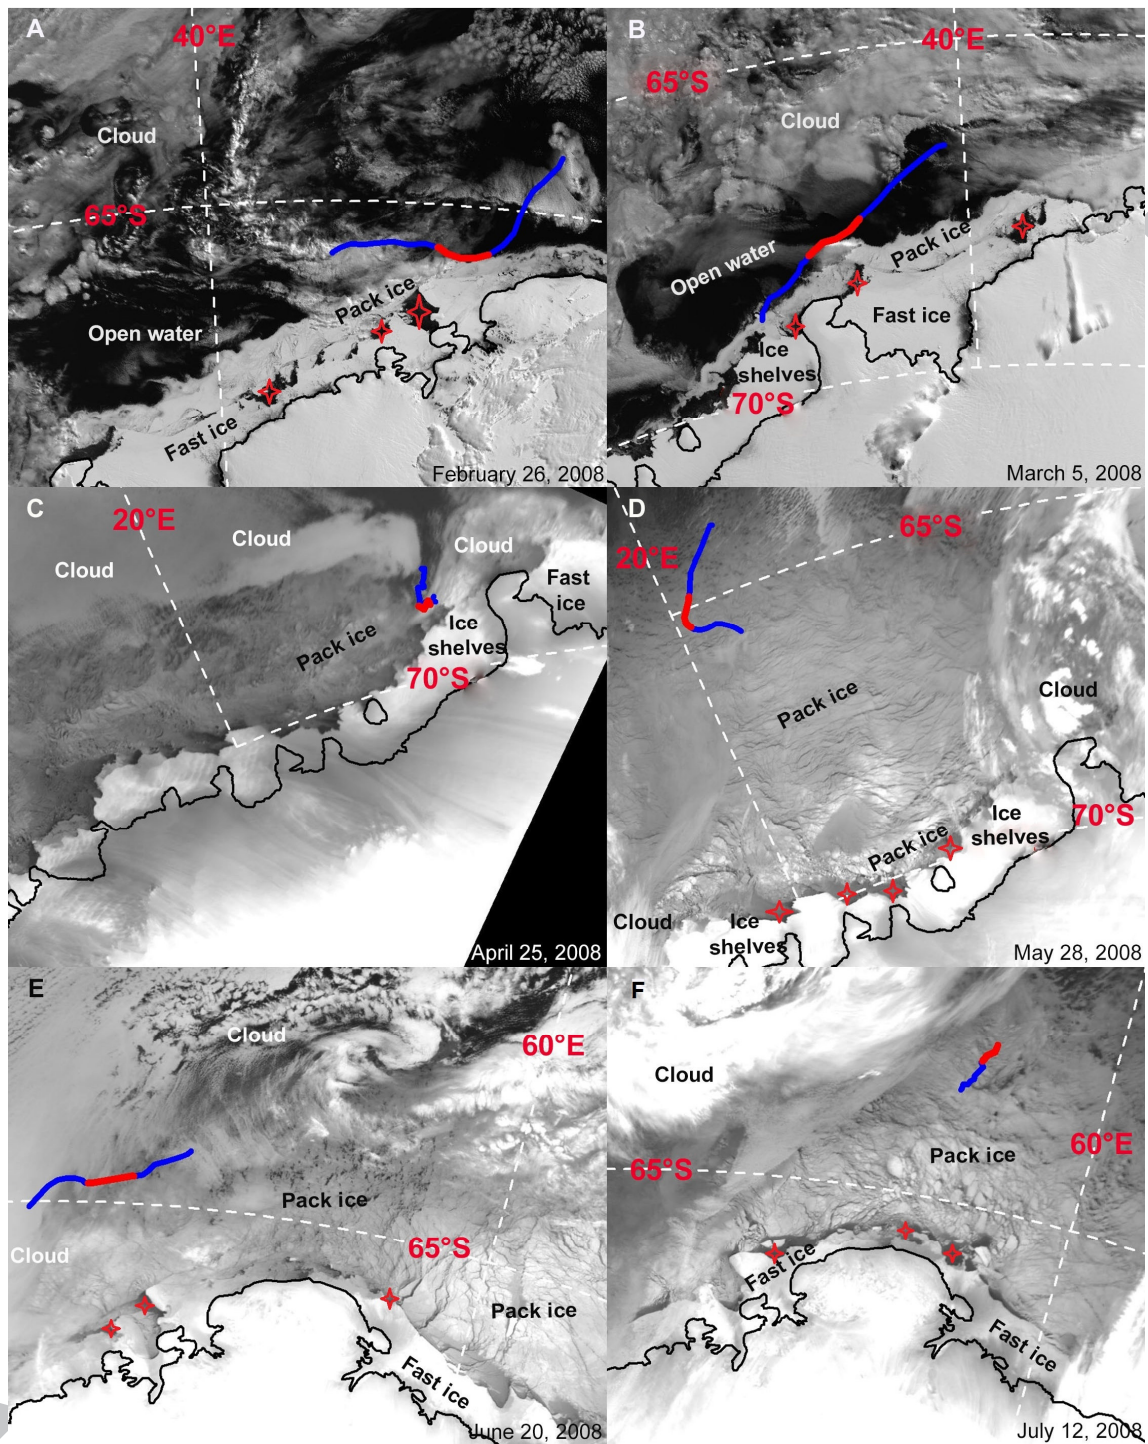 A
40°E
Cloud
65°S
Pack ice
Open water
Fast ice
February 26, 2008
B
40°E
65°S
Cloud
Pack ice
Open water
Fast ice
Ice
shelves
70°S
March 5, 2008
C
20°E
Cloud
Cloud
Cloud
Fast
ice
Ice
shelves
Pack ice
70°S
April 25, 2008
D
65°S
20°E
Pack ice
Cloud
Ice
shelves
70°S
Pack ice
Cloud
Ice
shelves
May 28, 2008
E
Cloud
60°E
Pack ice
Cloud
65°S
Pack ice
Fast ice
June 20, 2008
F
Cloud
60°E
Pack ice
65°S
Fast ice
Fast ice
July 12, 2008